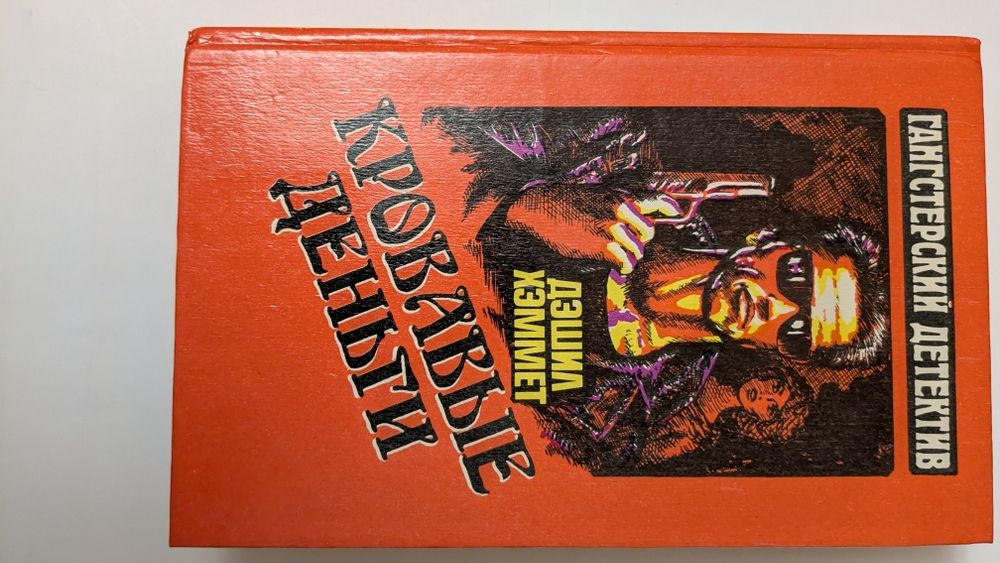 ГАНГСТЕРСКИЙ ДЕТЕКТИВ
ДЭШИЛ
ХЭММЕТ
КРОВАВЫЕ
ДЕНЬГИ